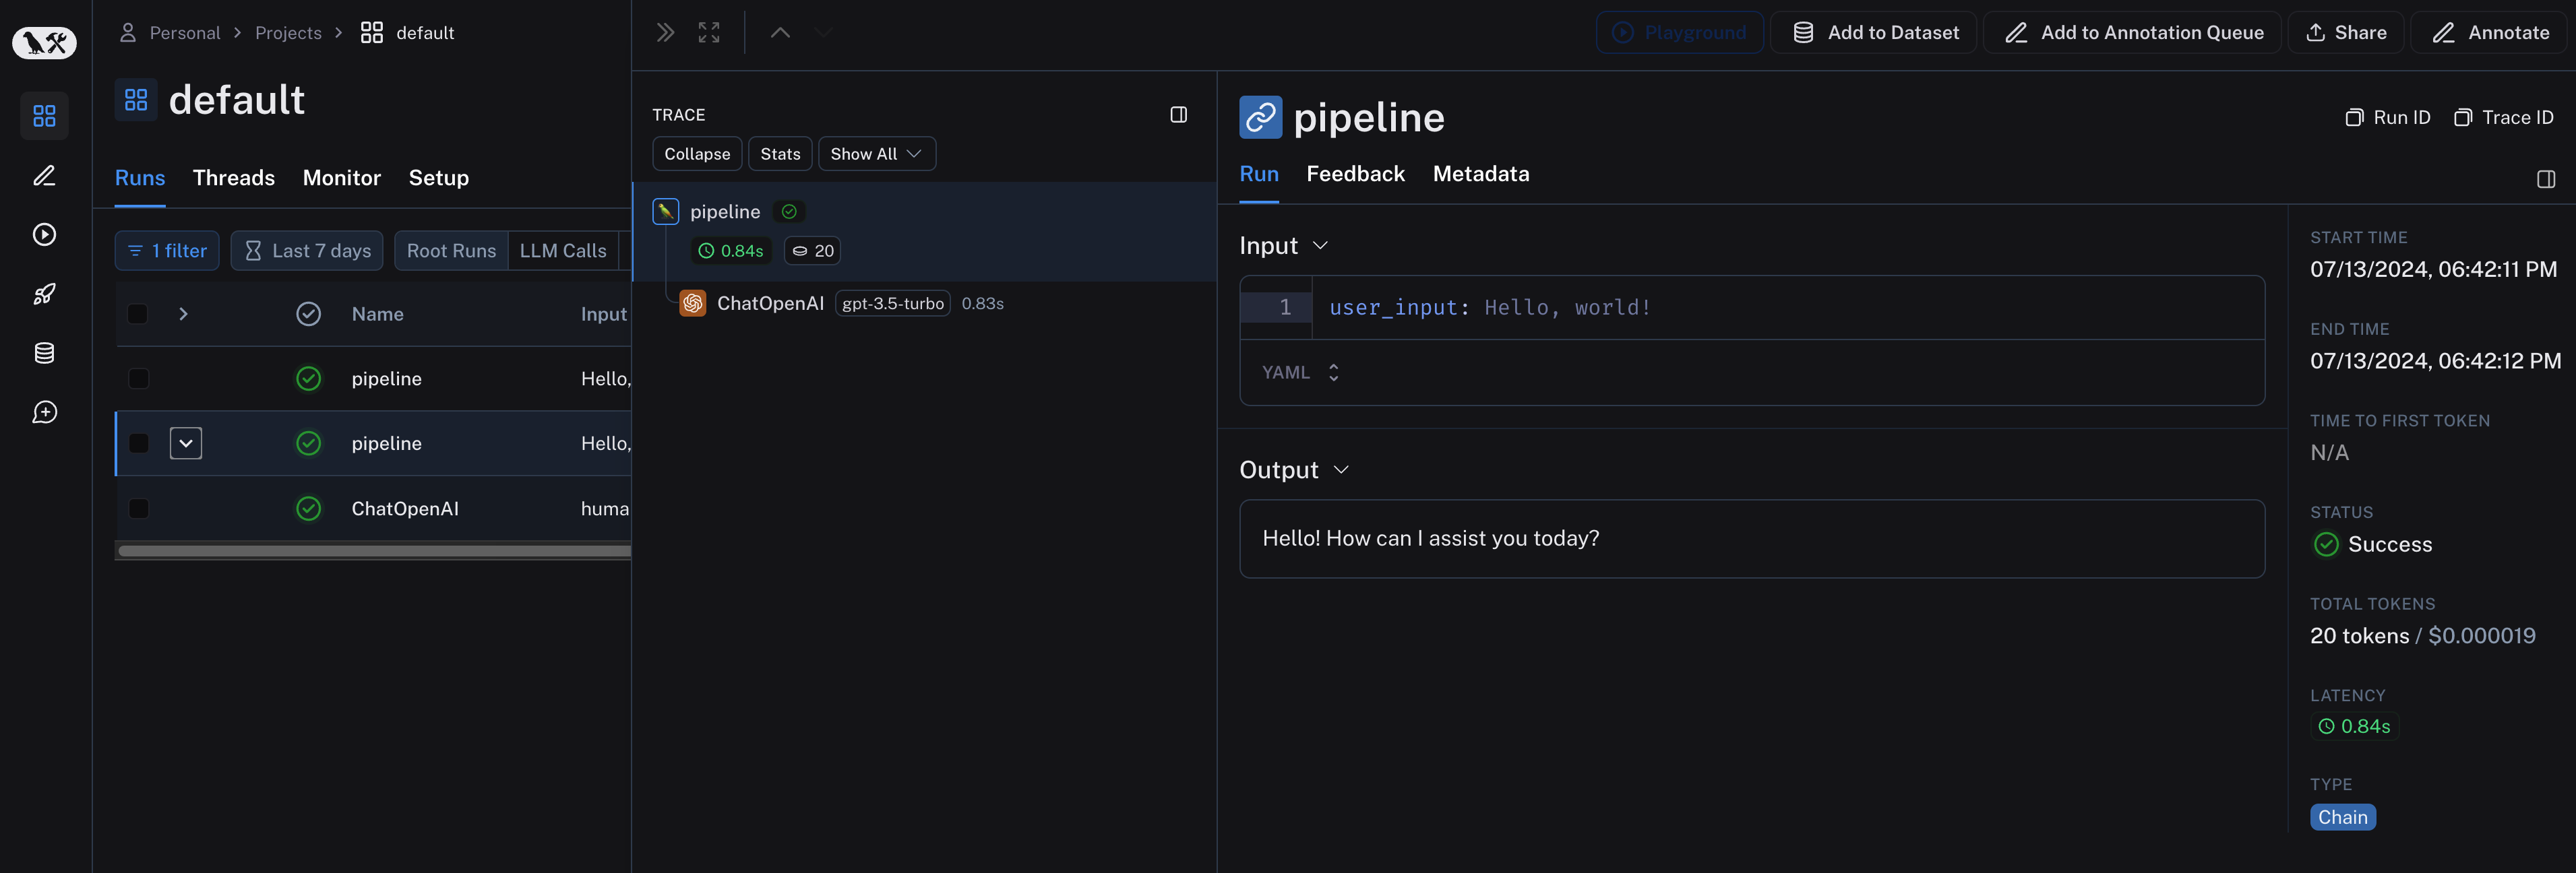 Personal > Projects > default
default
Runs Threads Monitor Setup
1 filter Last 7 days Root Runs LLM Calls
Name Input
pipeline Hello,
pipeline Hello,
ChatOpenAI huma
Playground Add to Dataset Add to Annotation Queue Share Annotate
TRACE
Collapse Stats Show All
pipeline
0.84s 20
ChatOpenAI gpt-3.5-turbo 0.83s
pipeline
Run ID Trace ID
Run Feedback Metadata
Input
1 user_input: Hello, world!
YAML
Output
Hello! How can I assist you today?
START TIME
07/13/2024, 06:42:11 PM
END TIME
07/13/2024, 06:42:12 PM
TIME TO FIRST TOKEN
N/A
STATUS
Success
TOTAL TOKENS
20 tokens / $0.000019
LATENCY
0.84s
TYPE
Chain